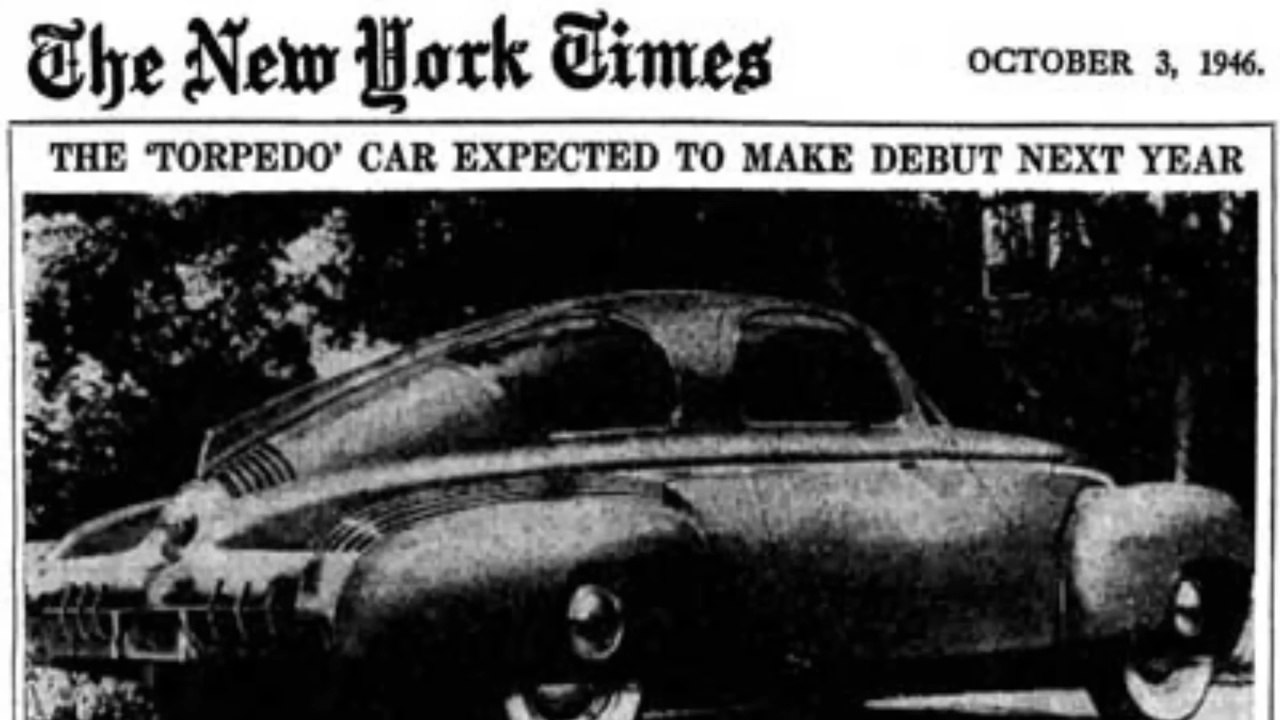 The New York Times
OCTOBER 3, 1946.
THE 'TORPEDO' CAR EXPECTED TO MAKE DEBUT NEXT YEAR